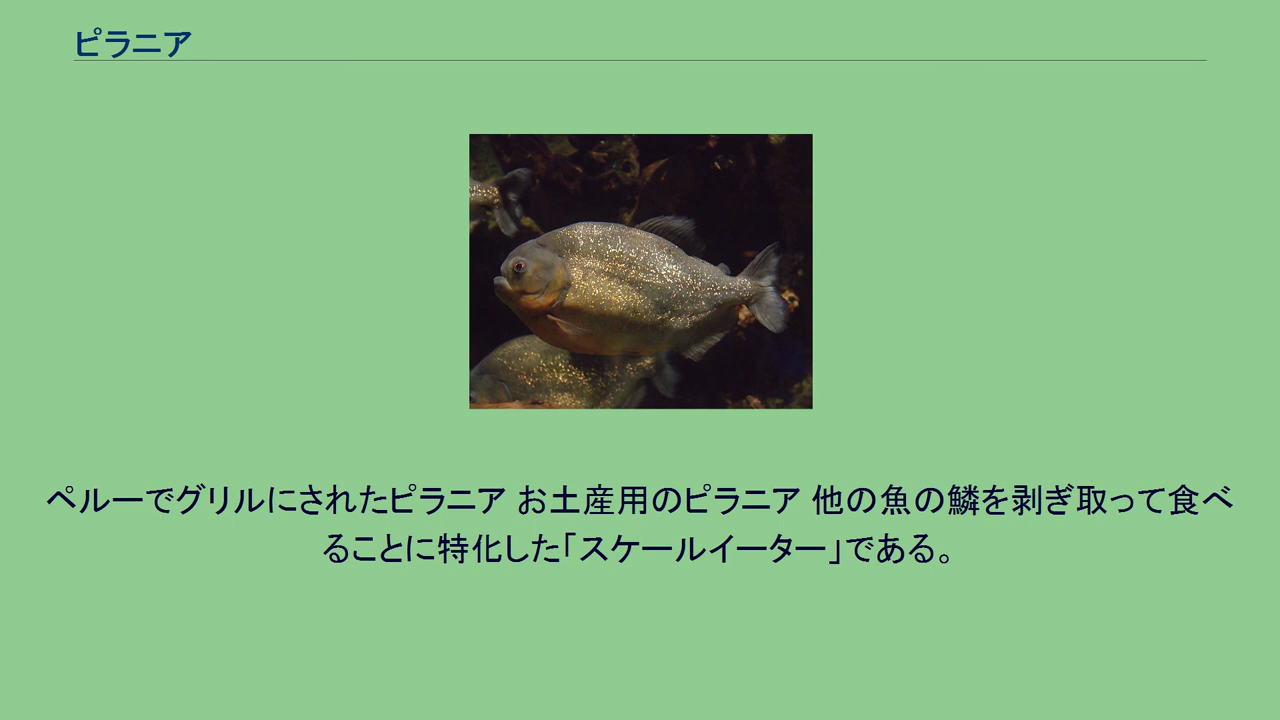 ピラニア
ペルーでグリルにされたピラニア お土産用のピラニア 他の魚の鱗を剥ぎ取って食べ
ることに特化した「スケールイーター」である。